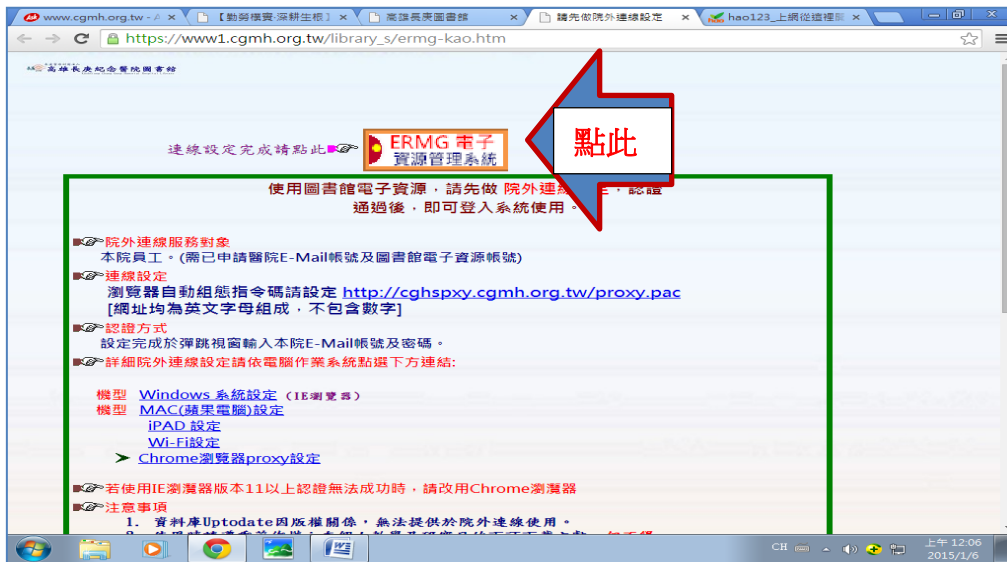 www.cgmh.org.tw - /
【勤勞樸實‧深耕生根】
高雄長庚圖書館
請先做院外連線設定
hao123_上網從這裡開
https://www1.cgmh.org.tw/library_s/ermg-kao.htm
高雄長庚紀念醫院圖書館
連線設定完成請點此
ERMG 電子
資源管理系統
點此
使用圖書館電子資源，請先做 院外連線設定，認證
通過後，即可登入系統使用。
院外連線服務對象
本院員工。(需已申請醫院E-Mail帳號及圖書館電子資源帳號)
連線設定
瀏覽器自動組態指令碼請設定 http://cghspxy.cgmh.org.tw/proxy.pac
[網址均為英文字母組成，不包含數字]
認證方式
設定完成於彈跳視窗輸入本院E-Mail帳號及密碼。
詳細院外連線設定請依電腦作業系統點選下方連結:
機型 Windows 系統設定 (IE瀏覽器)
機型 MAC(蘋果電腦)設定
iPAD 設定
Wi-Fi設定
➤ Chrome瀏覽器proxy設定
若使用IE瀏灠器版本11以上認證無法成功時，請改用Chrome瀏灠器
注意事項
1. 資料庫Uptodate因版權關係，無法提供於院外連線使用。
CH
上午 12:06
2015/1/6